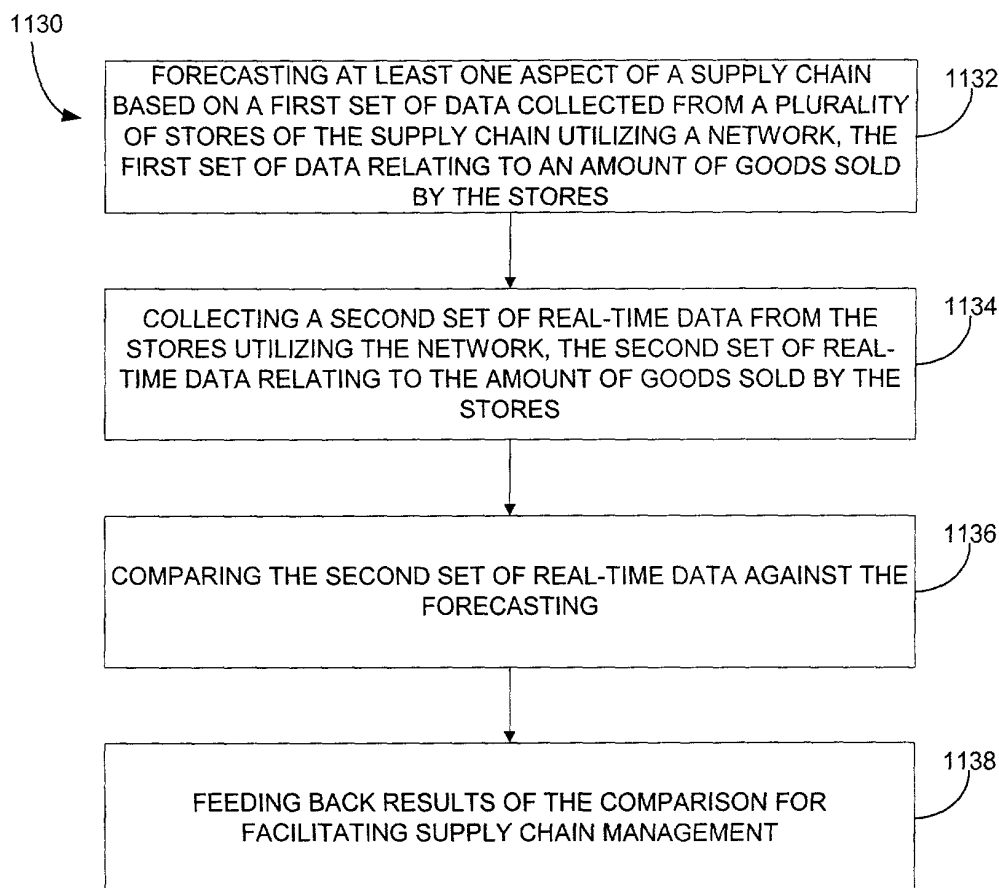 1130
FORECASTING AT LEAST ONE ASPECT OF A SUPPLY CHAIN
BASED ON A FIRST SET OF DATA COLLECTED FROM A PLURALITY
OF STORES OF THE SUPPLY CHAIN UTILIZING A NETWORK, THE
FIRST SET OF DATA RELATING TO AN AMOUNT OF GOODS SOLD
BY THE STORES
1132
COLLECTING A SECOND SET OF REAL-TIME DATA FROM THE
STORES UTILIZING THE NETWORK, THE SECOND SET OF REAL-
TIME DATA RELATING TO THE AMOUNT OF GOODS SOLD BY THE
STORES
1134
COMPARING THE SECOND SET OF REAL-TIME DATA AGAINST THE
FORECASTING
1136
FEEDING BACK RESULTS OF THE COMPARISON FOR
FACILITATING SUPPLY CHAIN MANAGEMENT
1138